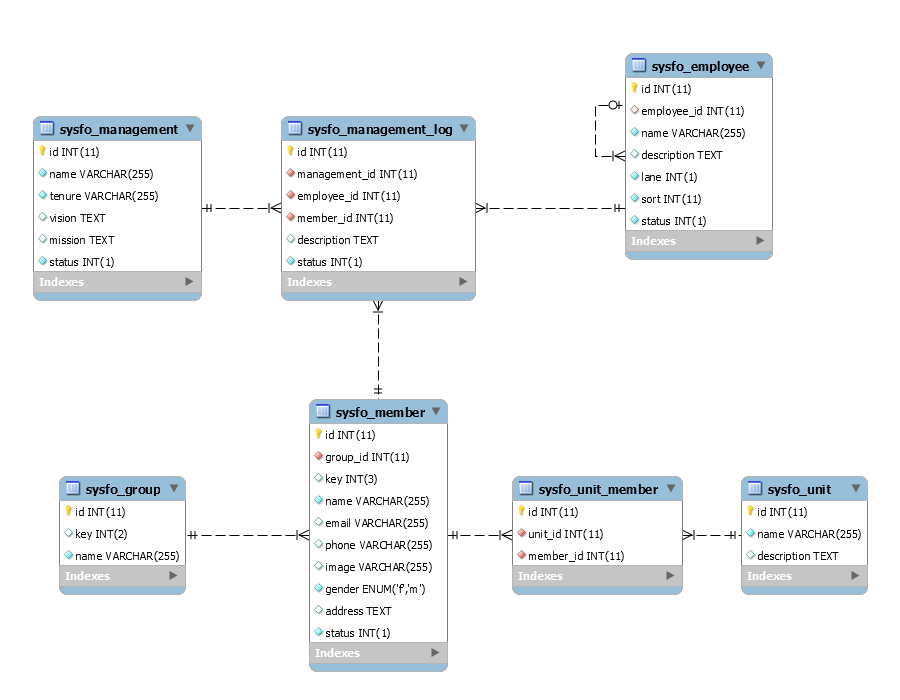 sysfo_employee
id INT(11)
employee_id INT(11)
name VARCHAR(255)
description TEXT
lane INT(1)
sort INT(11)
status INT(1)
Indexes
sysfo_management
id INT(11)
name VARCHAR(255)
tenure VARCHAR(255)
vision TEXT
mission TEXT
status INT(1)
Indexes
sysfo_management_log
id INT(11)
management_id INT(11)
employee_id INT(11)
member_id INT(11)
description TEXT
status INT(1)
Indexes
sysfo_member
id INT(11)
group_id INT(11)
key INT(3)
name VARCHAR(255)
email VARCHAR(255)
phone VARCHAR(255)
image VARCHAR(255)
gender ENUM('f','m')
address TEXT
status INT(1)
Indexes
sysfo_group
id INT(11)
key INT(2)
name VARCHAR(255)
Indexes
sysfo_unit_member
id INT(11)
unit_id INT(11)
member_id INT(11)
Indexes
sysfo_unit
id INT(11)
name VARCHAR(255)
description TEXT
Indexes